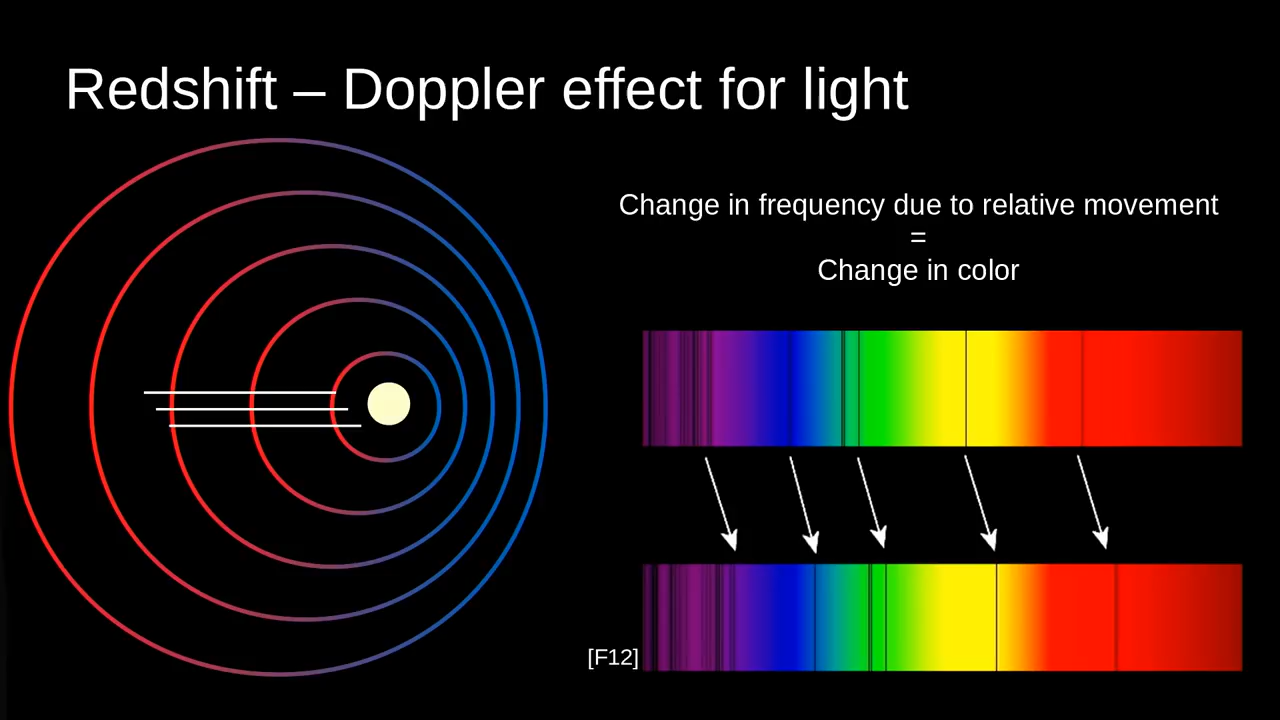 Redshift – Doppler effect for light
Change in frequency due to relative movement
=
Change in color
[F12]